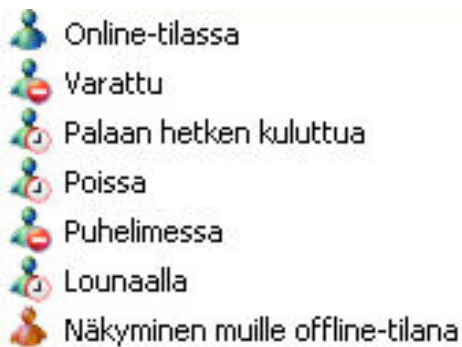 Online-tilassa
Varattu
Palaan hetken kuluttua
Poissa
Puhelimessa
Lounaalla
Näkyminen muille offline-tilana